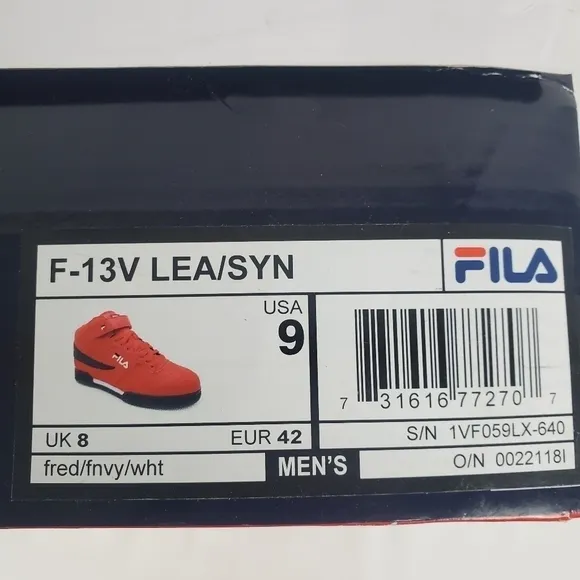 F-13V LEA/SYN
FILA
USA
9
FILA
UK 8 EUR 42
7 31616 77270 7
S/N 1VF059LX-640
fred/fnvy/wht
MEN'S
O/N 0022118I